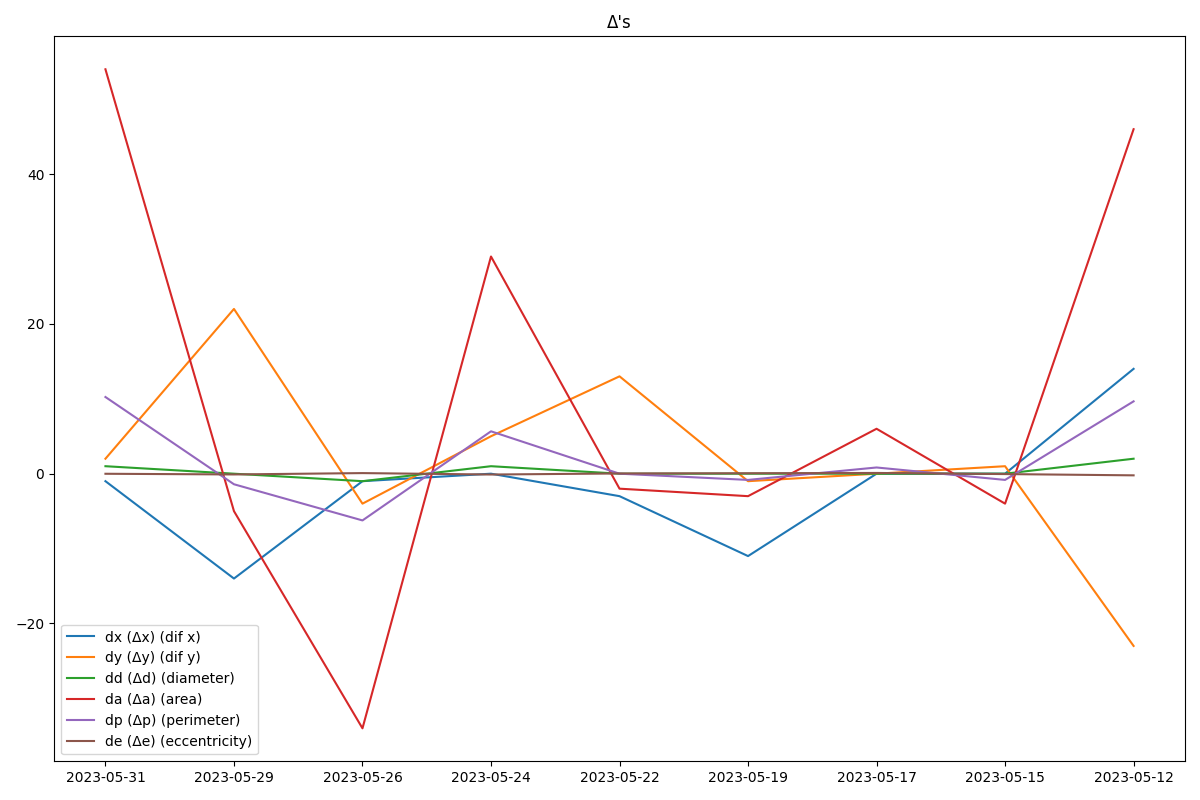 Δ's
40
20
0
−20
dx (Δx) (dif x)
dy (Δy) (dif y)
dd (Δd) (diameter)
da (Δa) (area)
dp (Δp) (perimeter)
de (Δe) (eccentricity)
2023-05-31 2023-05-29 2023-05-26 2023-05-24 2023-05-22 2023-05-19 2023-05-17 2023-05-15 2023-05-12